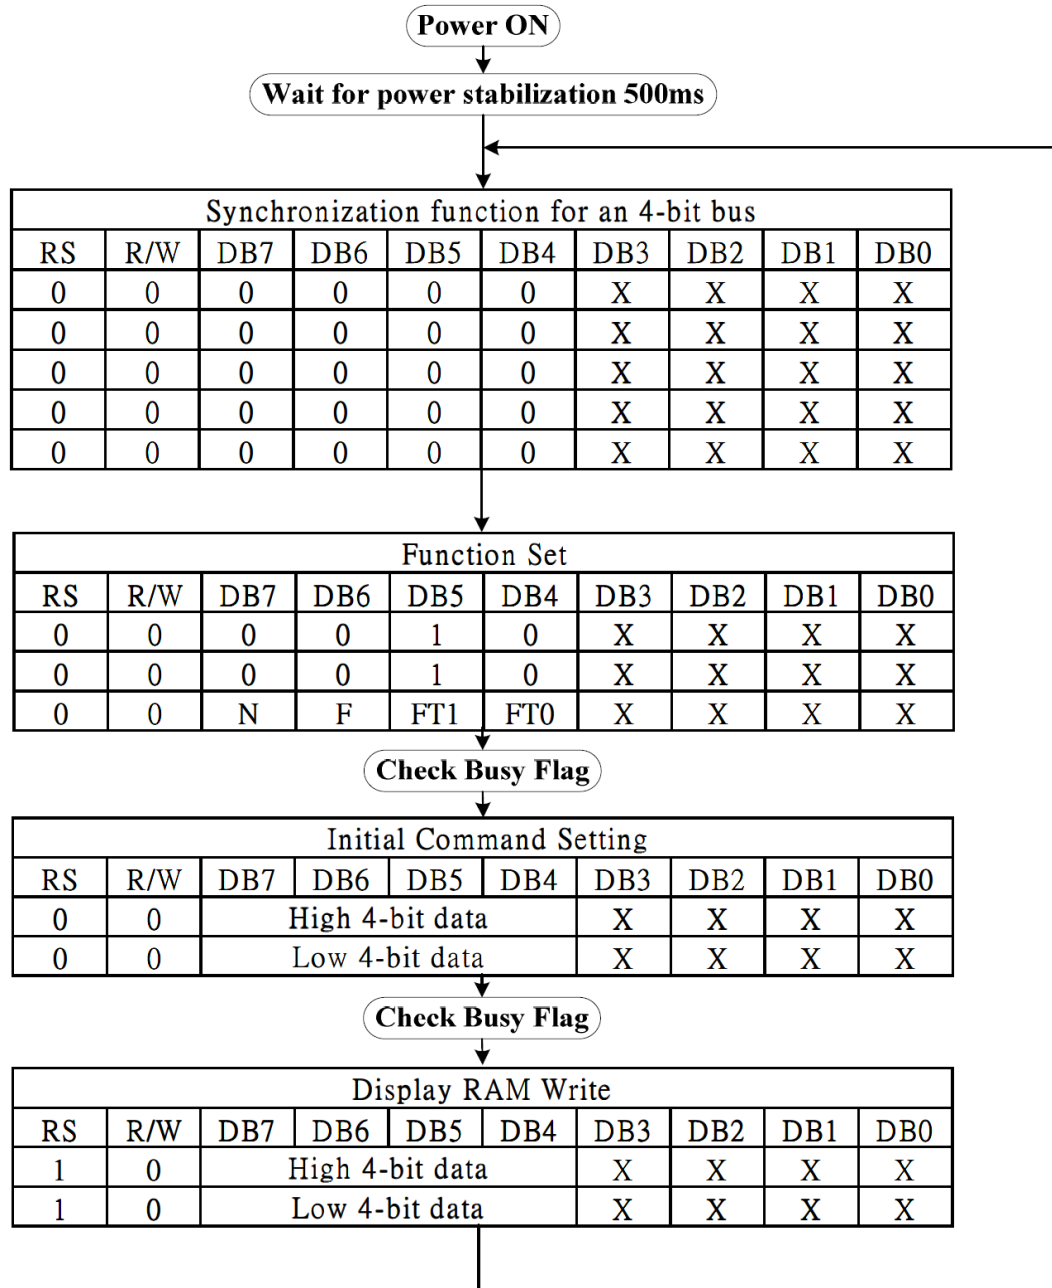 Power ON
Wait for power stabilization 500ms
Synchronization function for an 4-bit bus
RS R/W DB7 DB6 DB5 DB4 DB3 DB2 DB1 DB0
0 0 0 0 0 0 X X X X
0 0 0 0 0 0 X X X X
0 0 0 0 0 0 X X X X
0 0 0 0 0 0 X X X X
0 0 0 0 0 0 X X X X
Function Set
RS R/W DB7 DB6 DB5 DB4 DB3 DB2 DB1 DB0
0 0 0 0 1 0 X X X X
0 0 0 0 1 0 X X X X
0 0 N F FT1 FT0 X X X X
Check Busy Flag
Initial Command Setting
RS R/W DB7 DB6 DB5 DB4 DB3 DB2 DB1 DB0
0 0 High 4-bit data X X X X
0 0 Low 4-bit data X X X X
Check Busy Flag
Display RAM Write
RS R/W DB7 DB6 DB5 DB4 DB3 DB2 DB1 DB0
1 0 High 4-bit data X X X X
1 0 Low 4-bit data X X X X